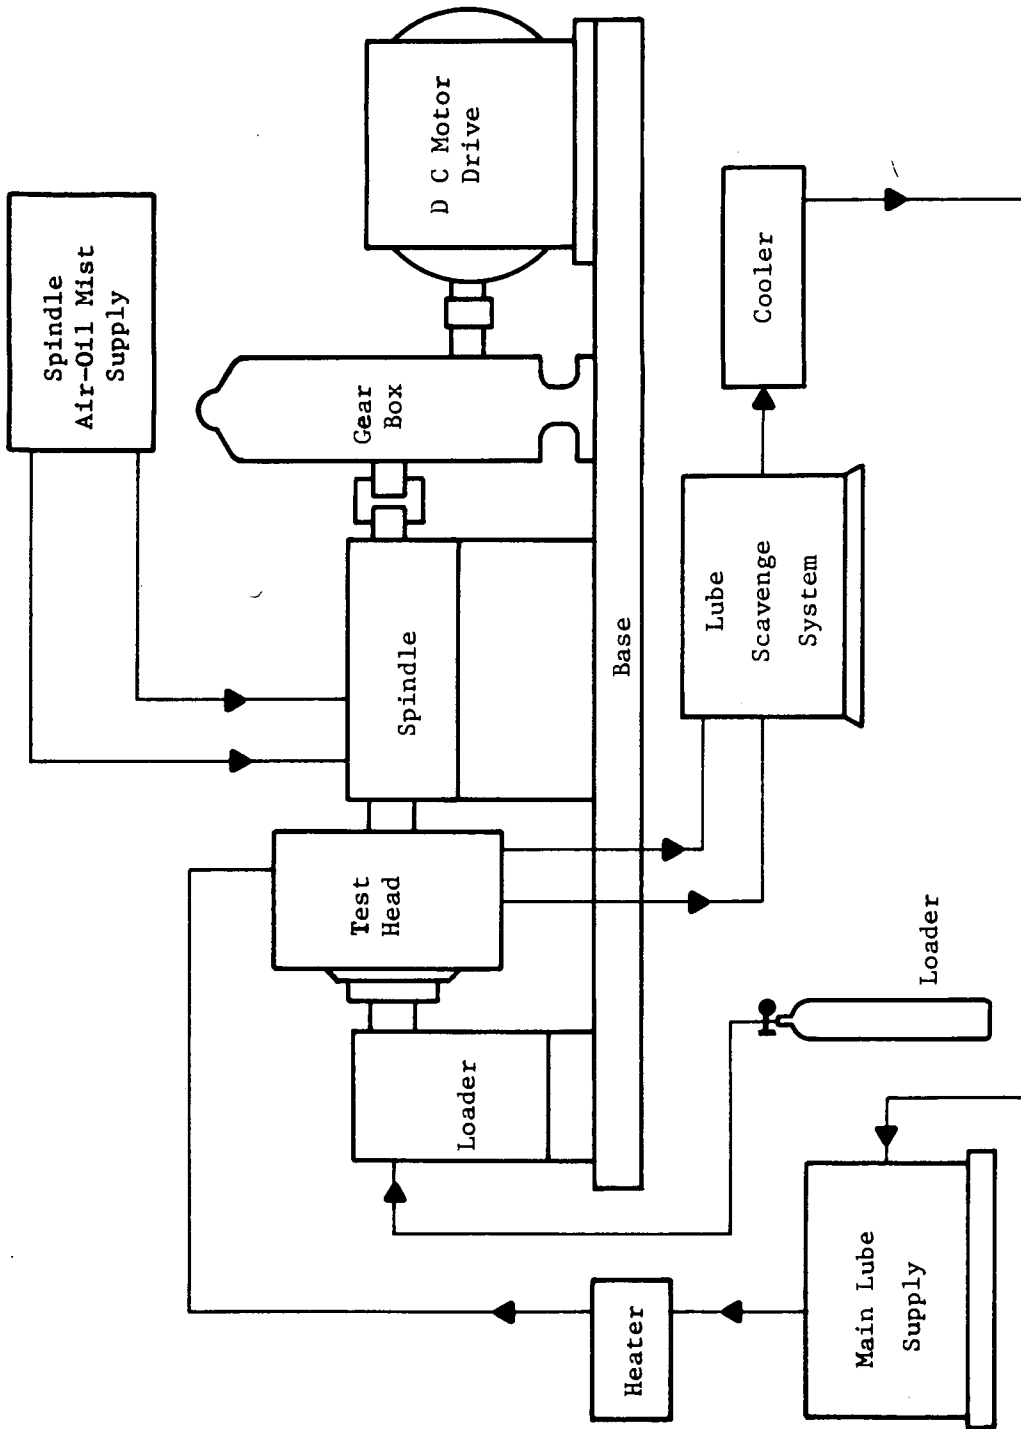 Spindle
Air-Oil Mist
Supply
D C Motor
Drive
Gear
Box
Spindle
Test
Head
Loader
Base
Cooler
Lube
Scavenge
System
Loader
Heater
Main Lube
Supply